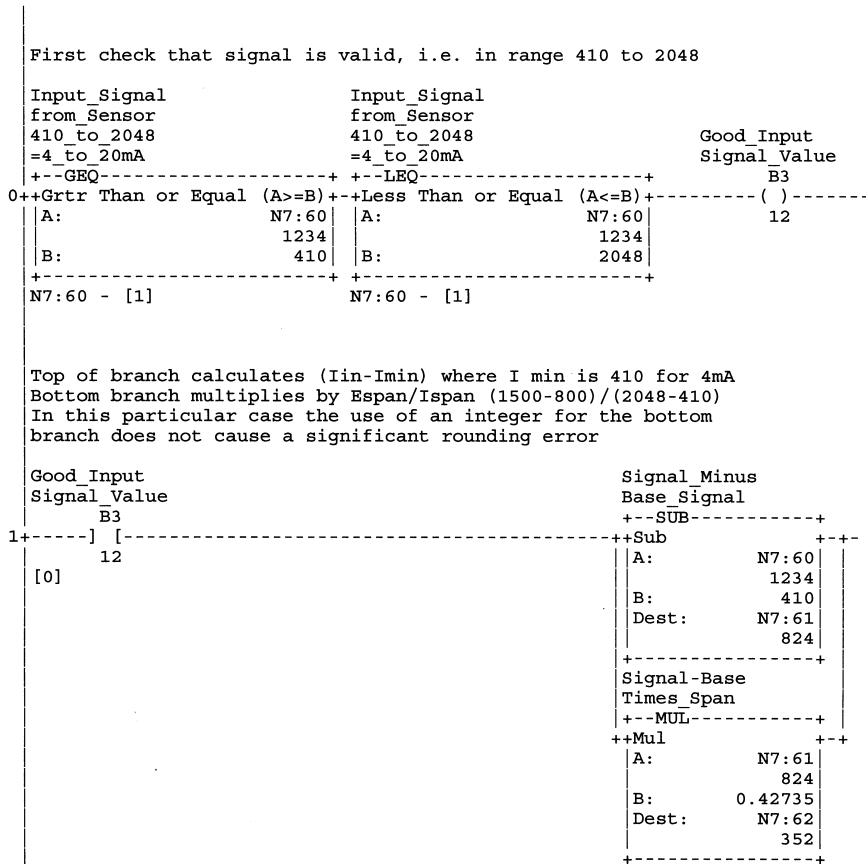 First check that signal is valid, i.e. in range 410 to 2048
Input_Signal Input_Signal
from_Sensor from_Sensor
410_to_2048 410_to_2048 Good_Input
=4_to_20mA =4_to_20mA Signal_Value
+--GEQ--------------------+ +--LEQ--------------------+ B3
0++Grtr Than or Equal (A>=B)+-+Less Than or Equal (A<=B)+---------( )-------
|A: N7:60| |A: N7:60| 12
| 1234| | 1234|
|B: 410| |B: 2048|
+-------------------------+ +-------------------------+
N7:60 - [1] N7:60 - [1]
Top of branch calculates (Iin-Imin) where I min is 410 for 4mA
Bottom branch multiplies by Espan/Ispan (1500-800)/(2048-410)
In this particular case the use of an integer for the bottom
branch does not cause a significant rounding error
Good_Input Signal_Minus
Signal_Value Base_Signal
B3 +--SUB-----------+
1+-----] [-----------------------------------++Sub +-+-
12 ||A: N7:60| |
[0] || 1234| |
||B: 410| |
||Dest: N7:61| |
|| 824| |
|+----------------+ |
|Signal-Base |
|Times_Span |
|+--MUL-----------+ |
++Mul +-+
|A: N7:61|
| 824|
|B: 0.42735|
|Dest: N7:62|
| 352|
+----------------+